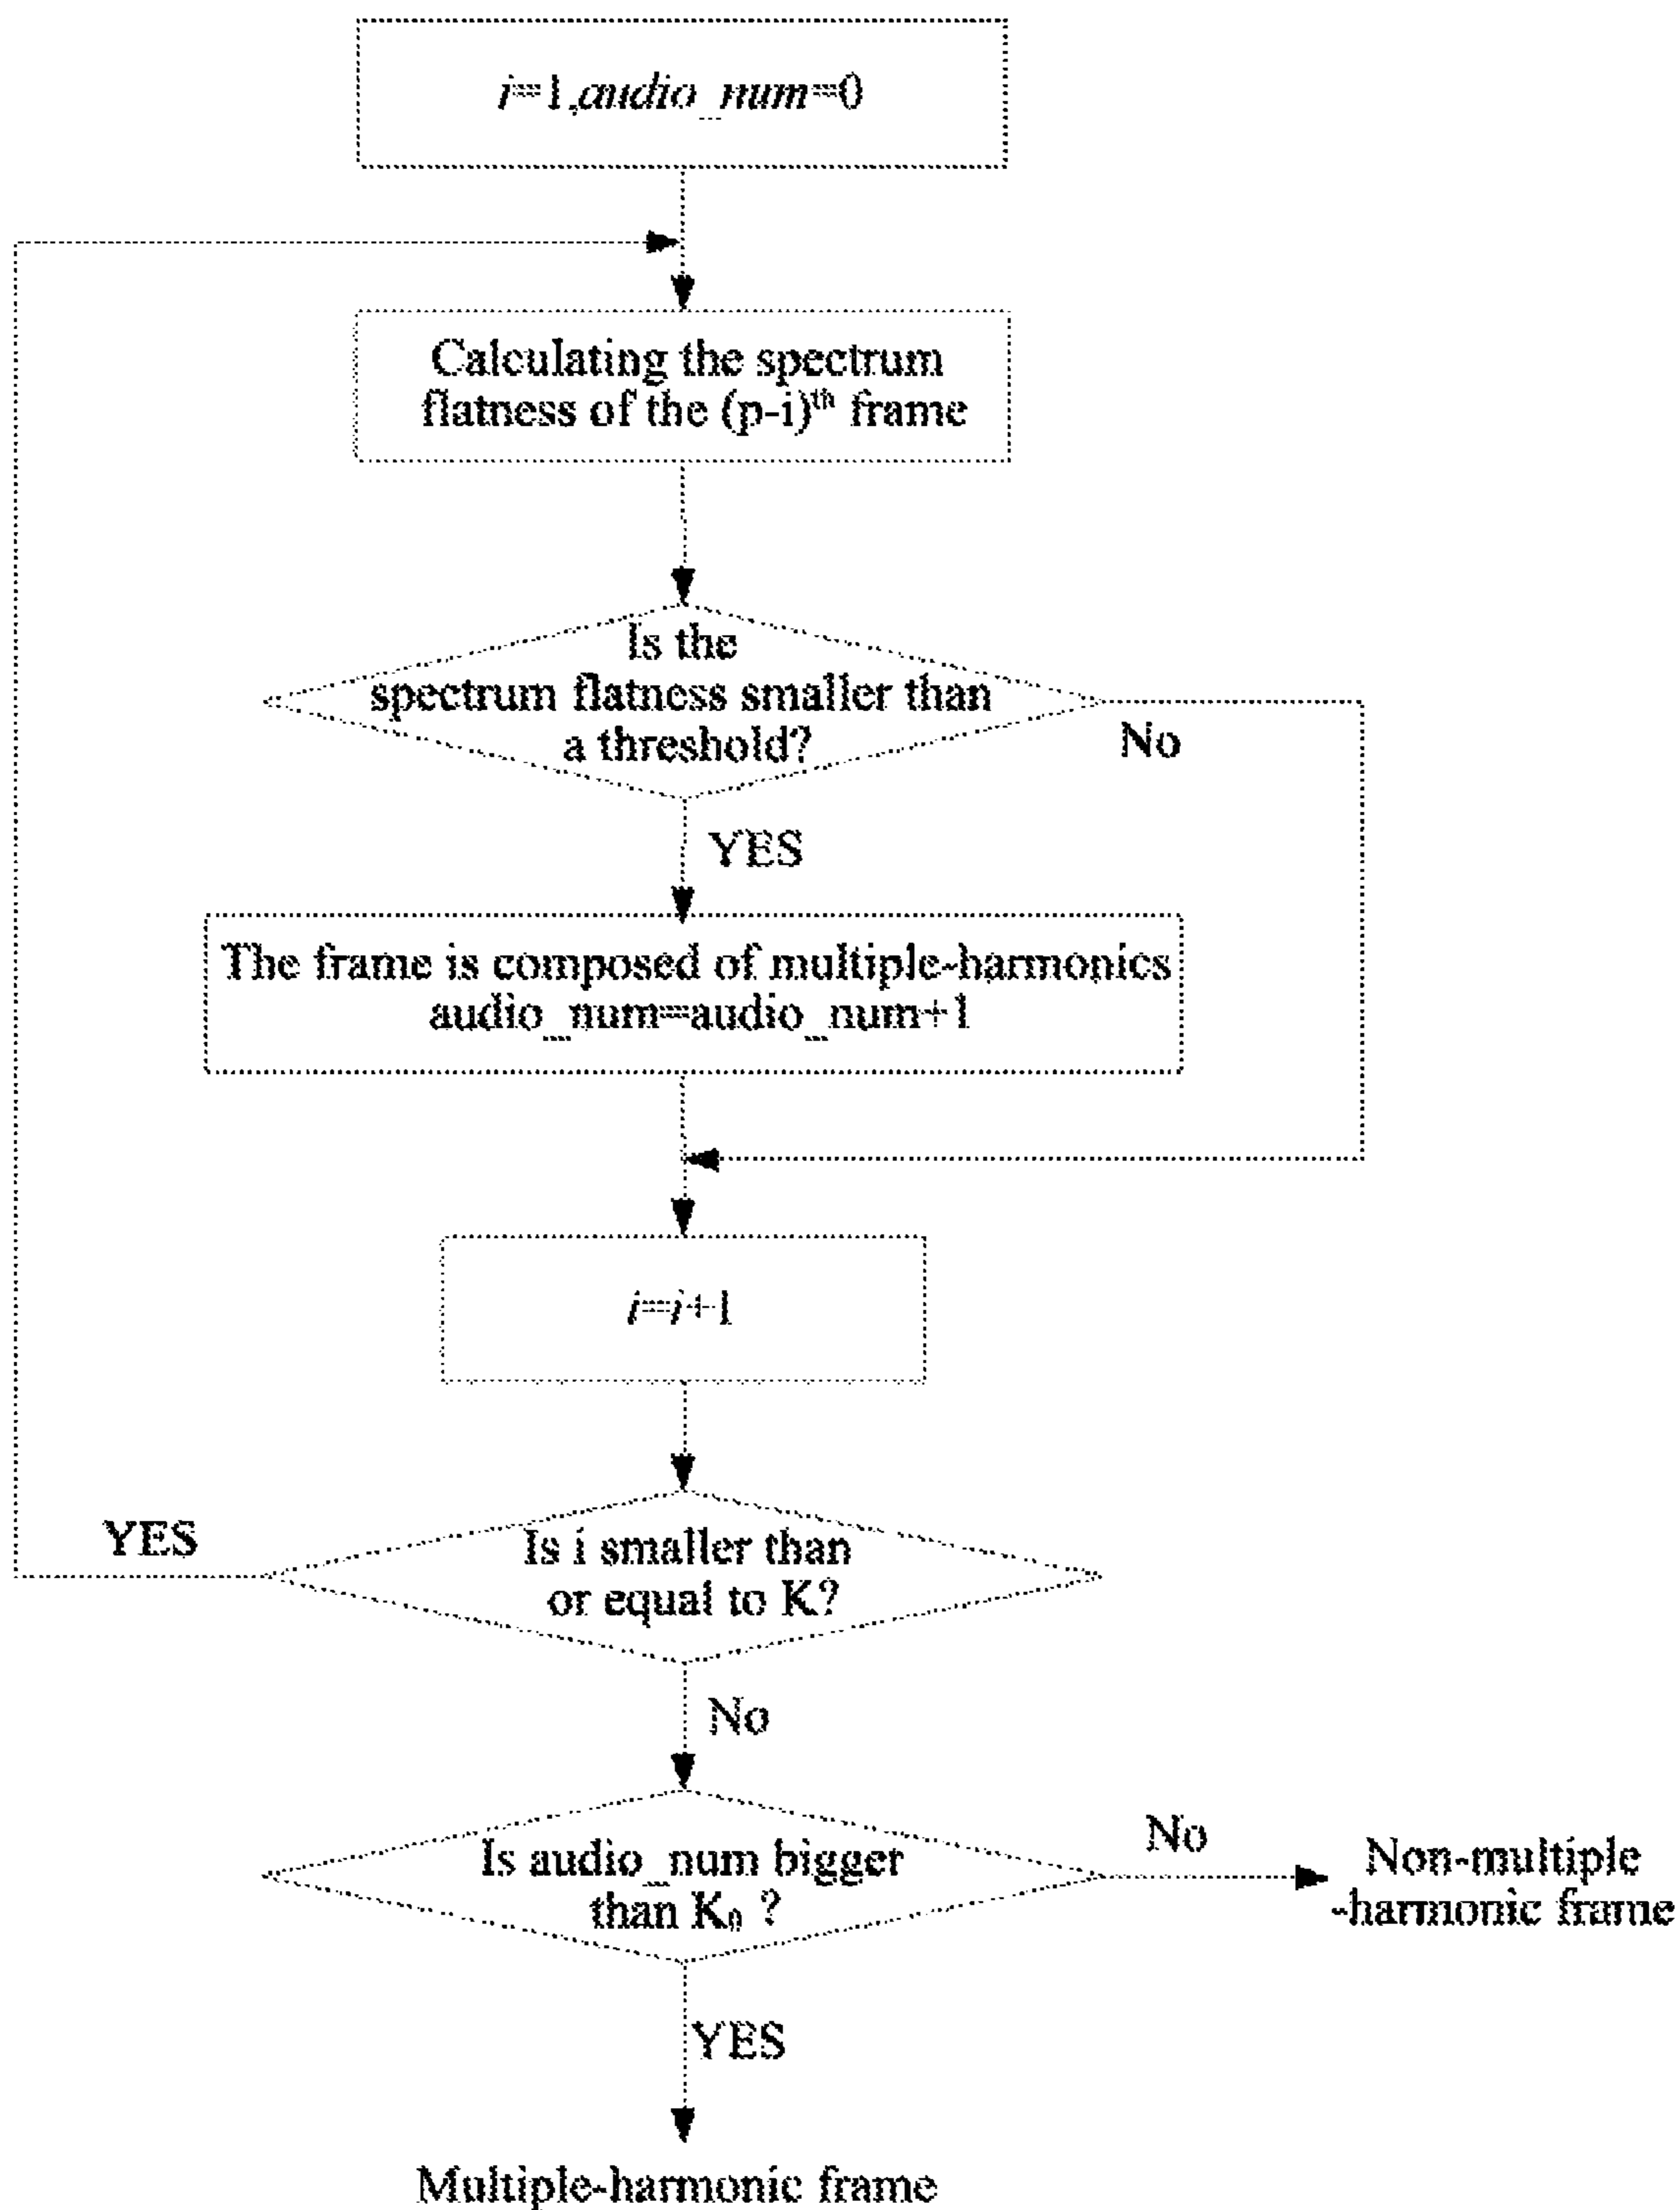 i=1,audio_num=0
Calculating the spectrum
flatness of the (p-i)th frame
Is the
spectrum flatness smaller than
a threshold?
No
YES
The frame is composed of multiple-harmonics
audio_num=audio_num+1
i=i+1
YES
Is i smaller than
or equal to K?
No
Is audio_num bigger
than K0 ?
No
Non-multiple
-harmonic frame
YES
Multiple-harmonic frame